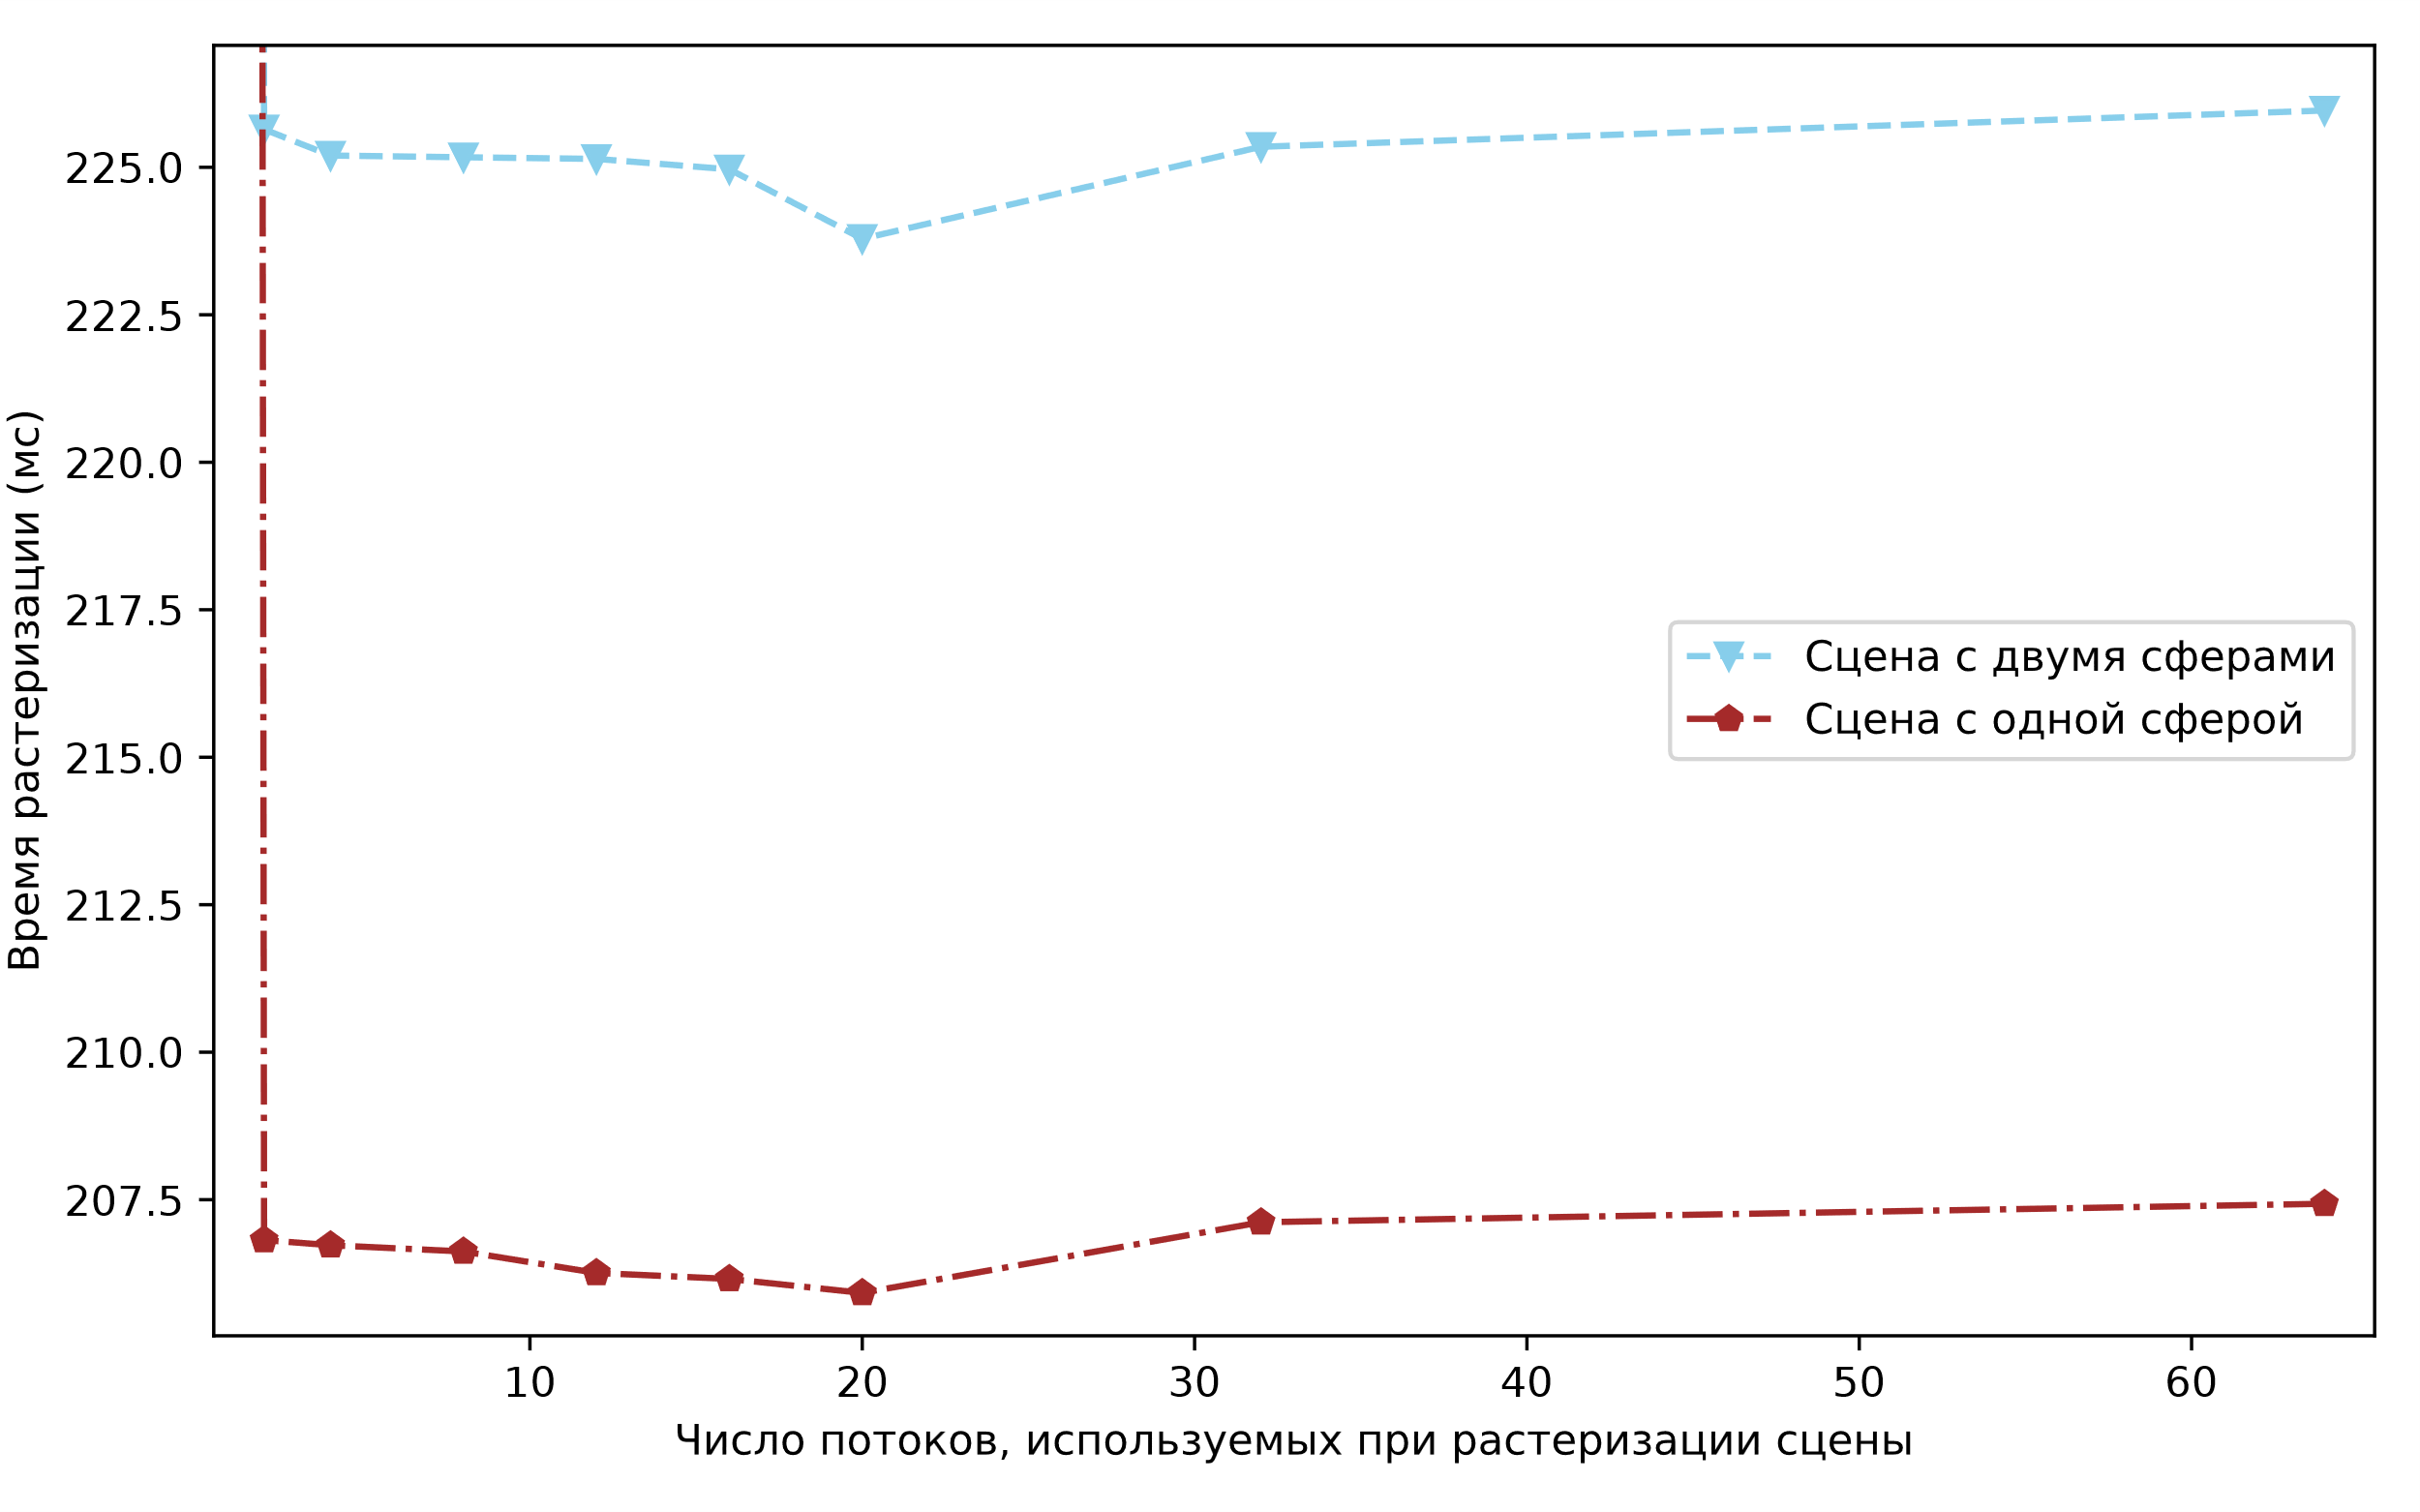 Время растеризации (мс)
225.0
222.5
220.0
217.5
215.0
212.5
210.0
207.5
Сцена с двумя сферами
Сцена с одной сферой
10 20 30 40 50 60
Число потоков, используемых при растеризации сцены